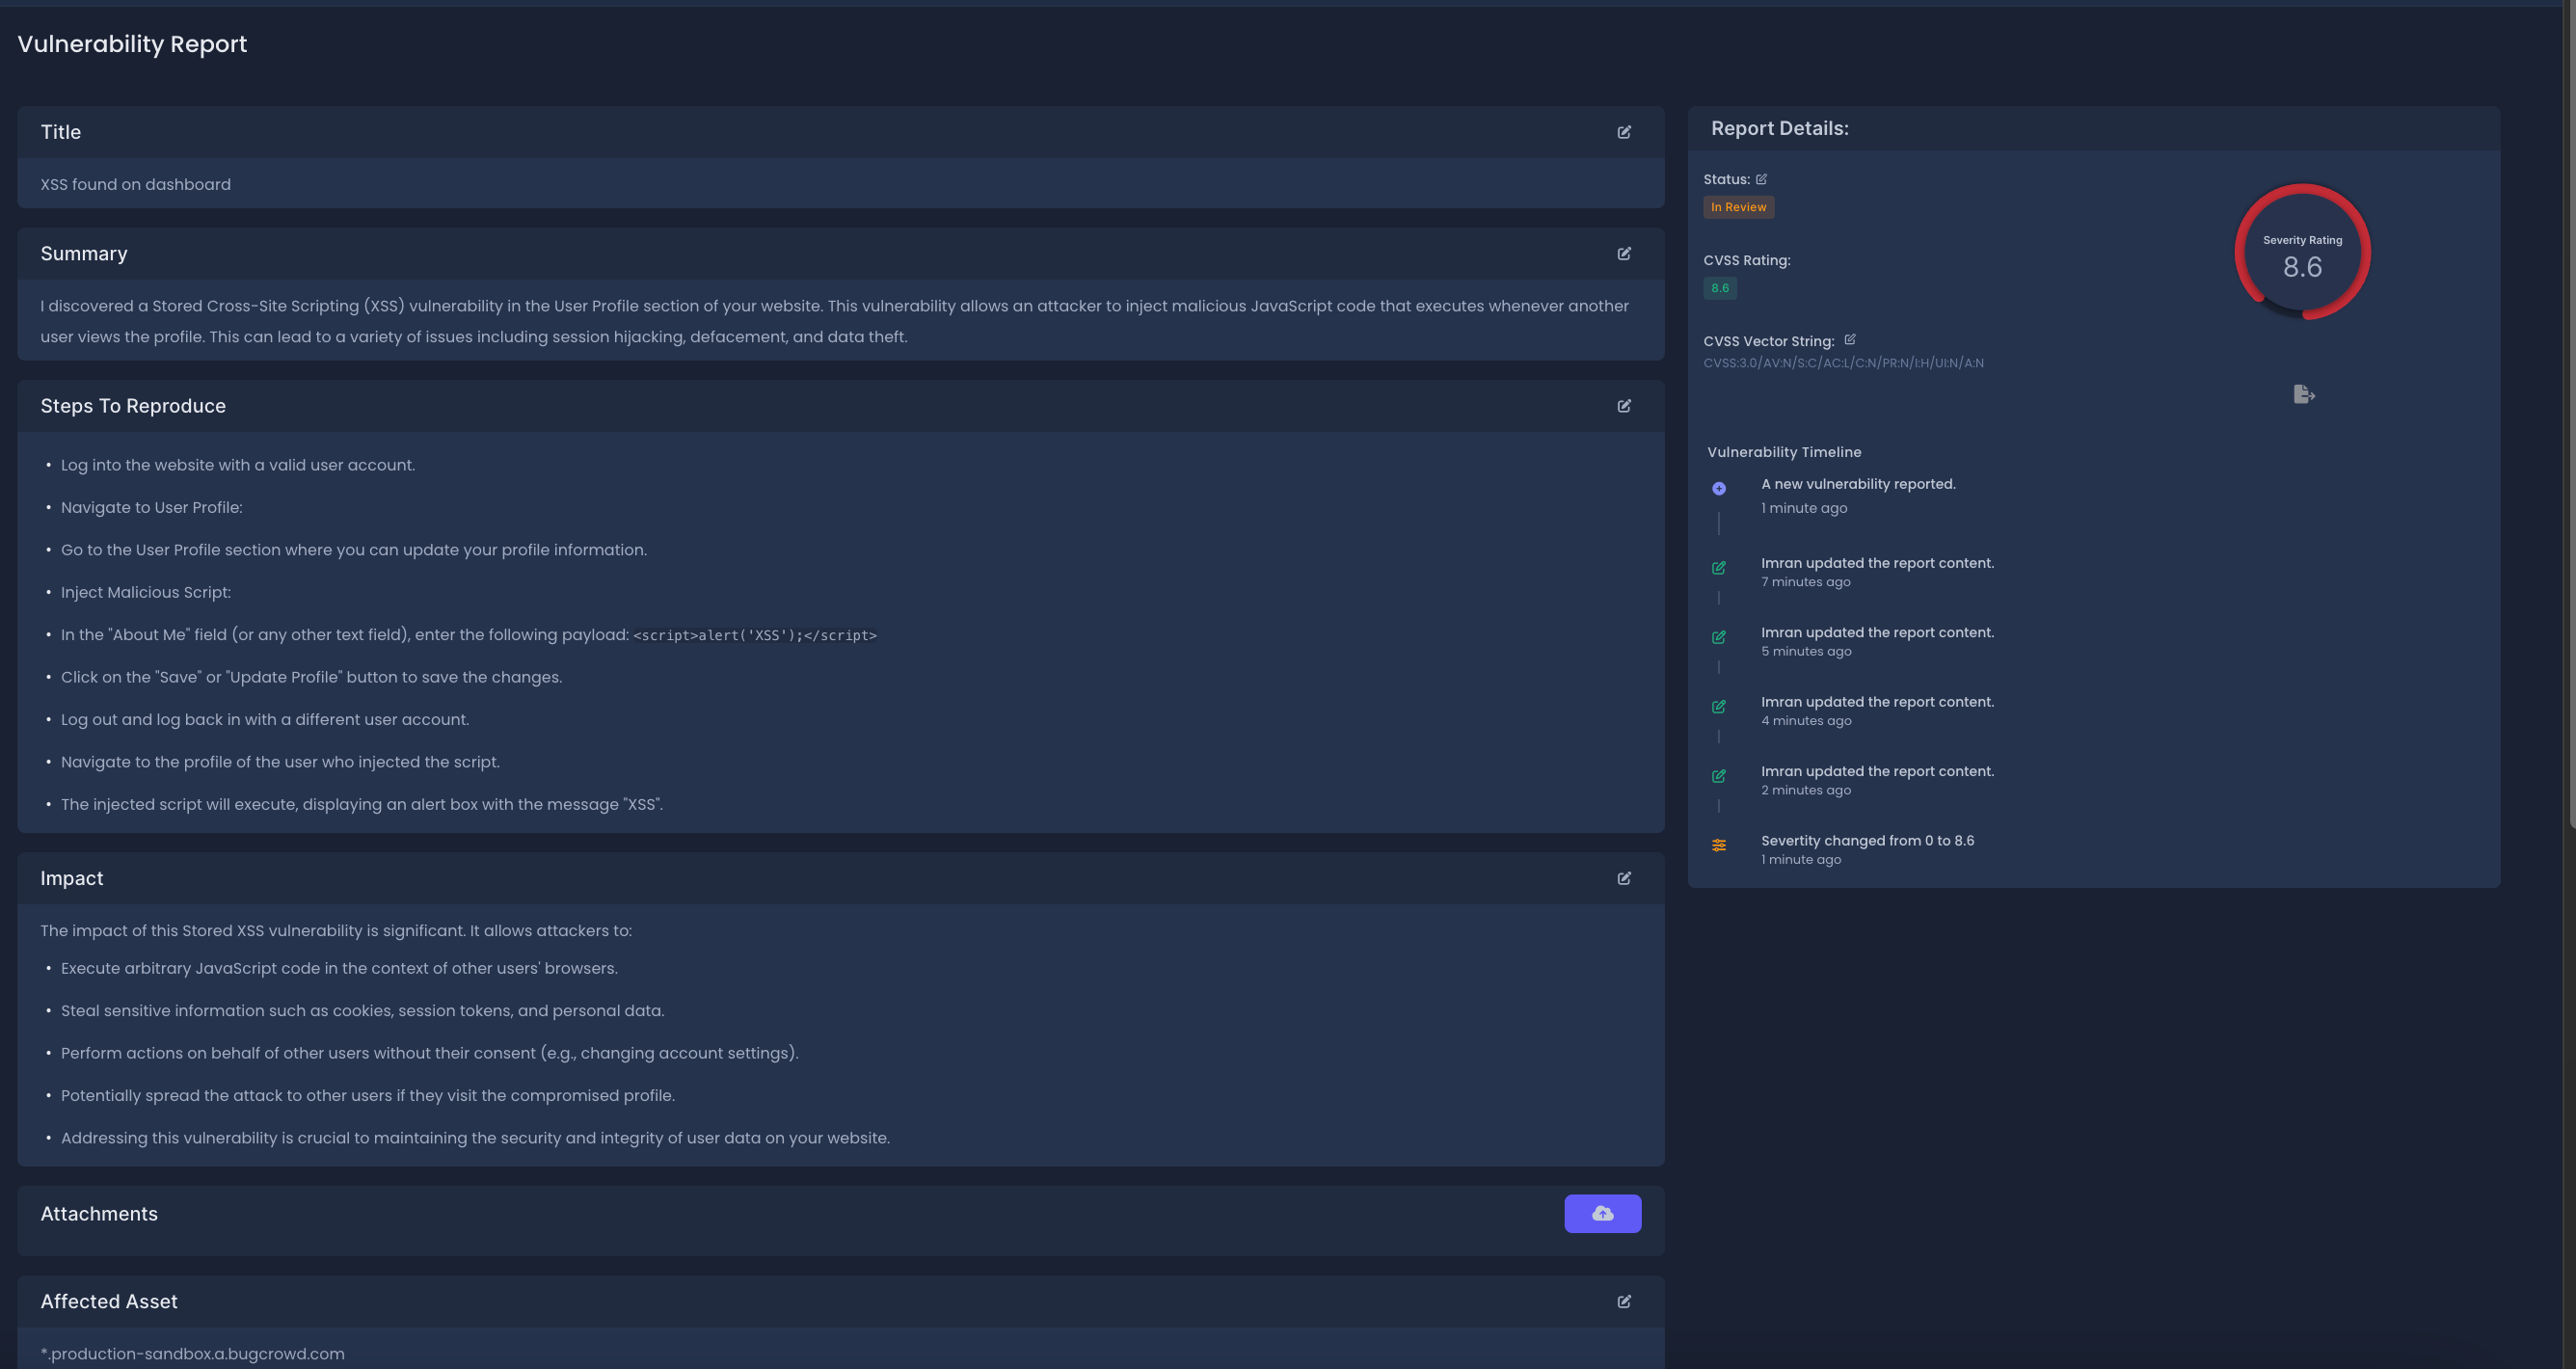 Vulnerability Report
Title
XSS found on dashboard
Summary
I discovered a Stored Cross-Site Scripting (XSS) vulnerability in the User Profile section of your website. This vulnerability allows an attacker to inject malicious JavaScript code that executes whenever another
user views the profile. This can lead to a variety of issues including session hijacking, defacement, and data theft.
Steps To Reproduce
• Log into the website with a valid user account.
• Navigate to User Profile:
• Go to the User Profile section where you can update your profile information.
• Inject Malicious Script:
• In the "About Me" field (or any other text field), enter the following payload: <script>alert('XSS');</script>
• Click on the "Save" or "Update Profile" button to save the changes.
• Log out and log back in with a different user account.
• Navigate to the profile of the user who injected the script.
• The injected script will execute, displaying an alert box with the message "XSS".
Impact
The impact of this Stored XSS vulnerability is significant. It allows attackers to:
• Execute arbitrary JavaScript code in the context of other users' browsers.
• Steal sensitive information such as cookies, session tokens, and personal data.
• Perform actions on behalf of other users without their consent (e.g., changing account settings).
• Potentially spread the attack to other users if they visit the compromised profile.
• Addressing this vulnerability is crucial to maintaining the security and integrity of user data on your website.
Attachments
Affected Asset
*.production-sandbox.a.bugcrowd.com
Report Details:
Status:
In Review
CVSS Rating:
8.6
CVSS Vector String:
CVSS:3.0/AV:N/S:C/AC:L/C:N/PR:N/I:H/UI:N/A:N
Severity Rating
8.6
Vulnerability Timeline
A new vulnerability reported.
1 minute ago
Imran updated the report content.
7 minutes ago
Imran updated the report content.
5 minutes ago
Imran updated the report content.
4 minutes ago
Imran updated the report content.
2 minutes ago
Severtity changed from 0 to 8.6
1 minute ago